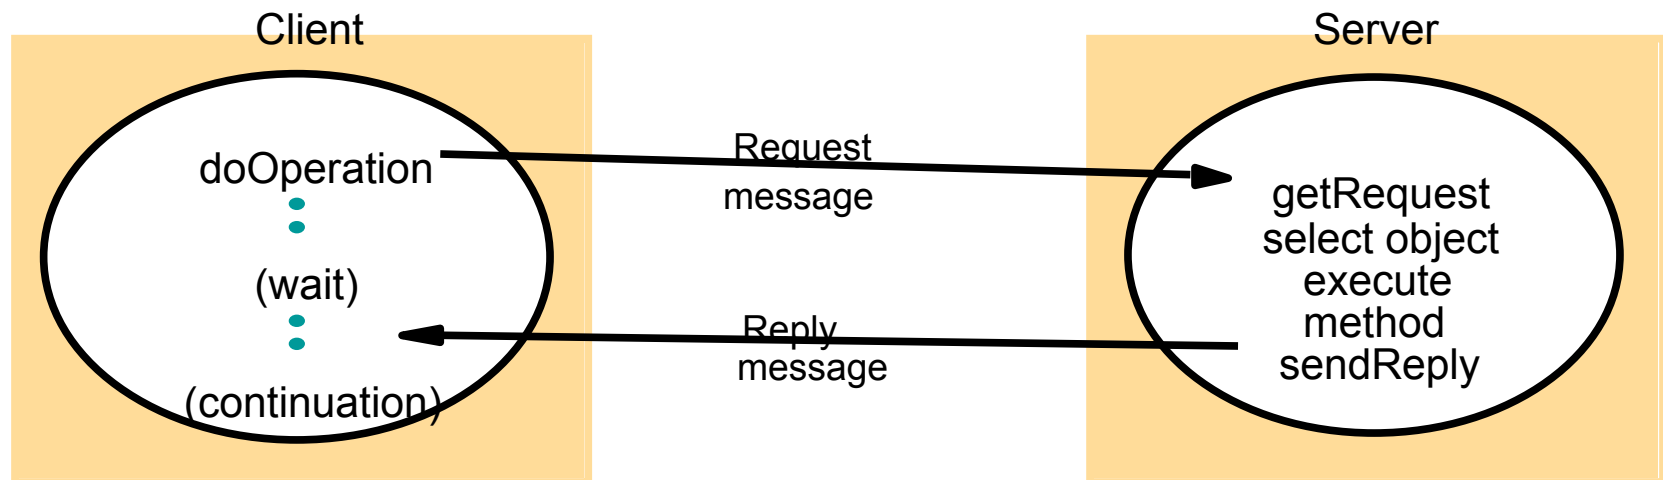 Client
doOperation
(wait)
(continuation)
Request
message
Reply
message
Server
getRequest
select object
execute
method
sendReply